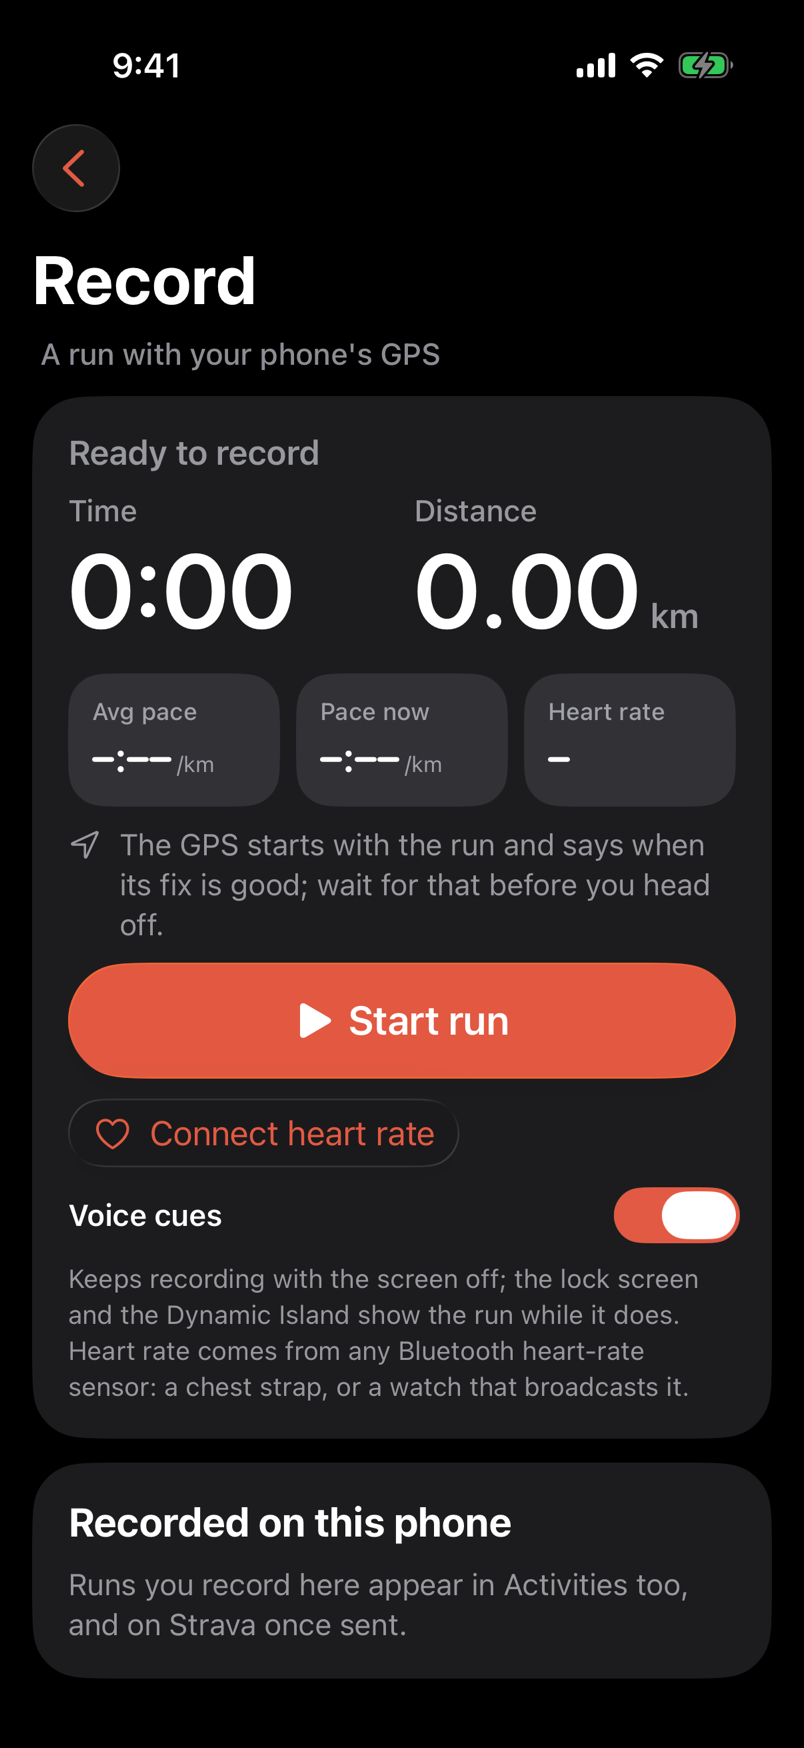 9:41
Record
A run with your phone's GPS
Ready to record
Time
Distance
0:00
0.00 km
Avg pace
Pace now
Heart rate
–:–– /km
–:–– /km
–
The GPS starts with the run and says when
its fix is good; wait for that before you head
off.
Start run
Connect heart rate
Voice cues
Keeps recording with the screen off; the lock screen
and the Dynamic Island show the run while it does.
Heart rate comes from any Bluetooth heart-rate
sensor: a chest strap, or a watch that broadcasts it.
Recorded on this phone
Runs you record here appear in Activities too,
and on Strava once sent.